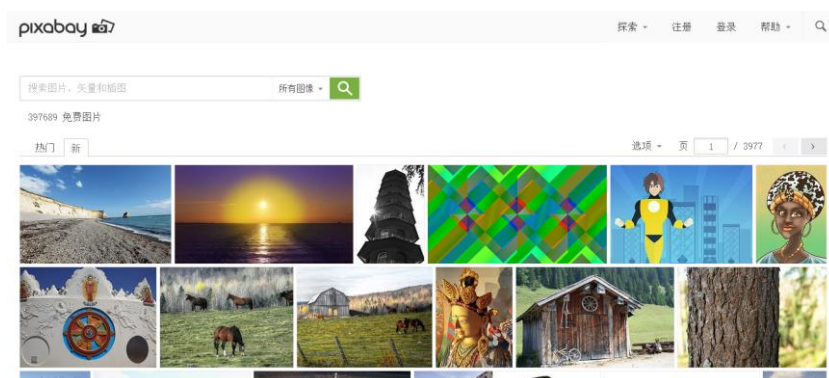 pixabay
探索 注册 登录 帮助
搜索图片，矢量和插图 所有图像
397689 免费图片
热门 新 选项 页 1 / 3977 < >